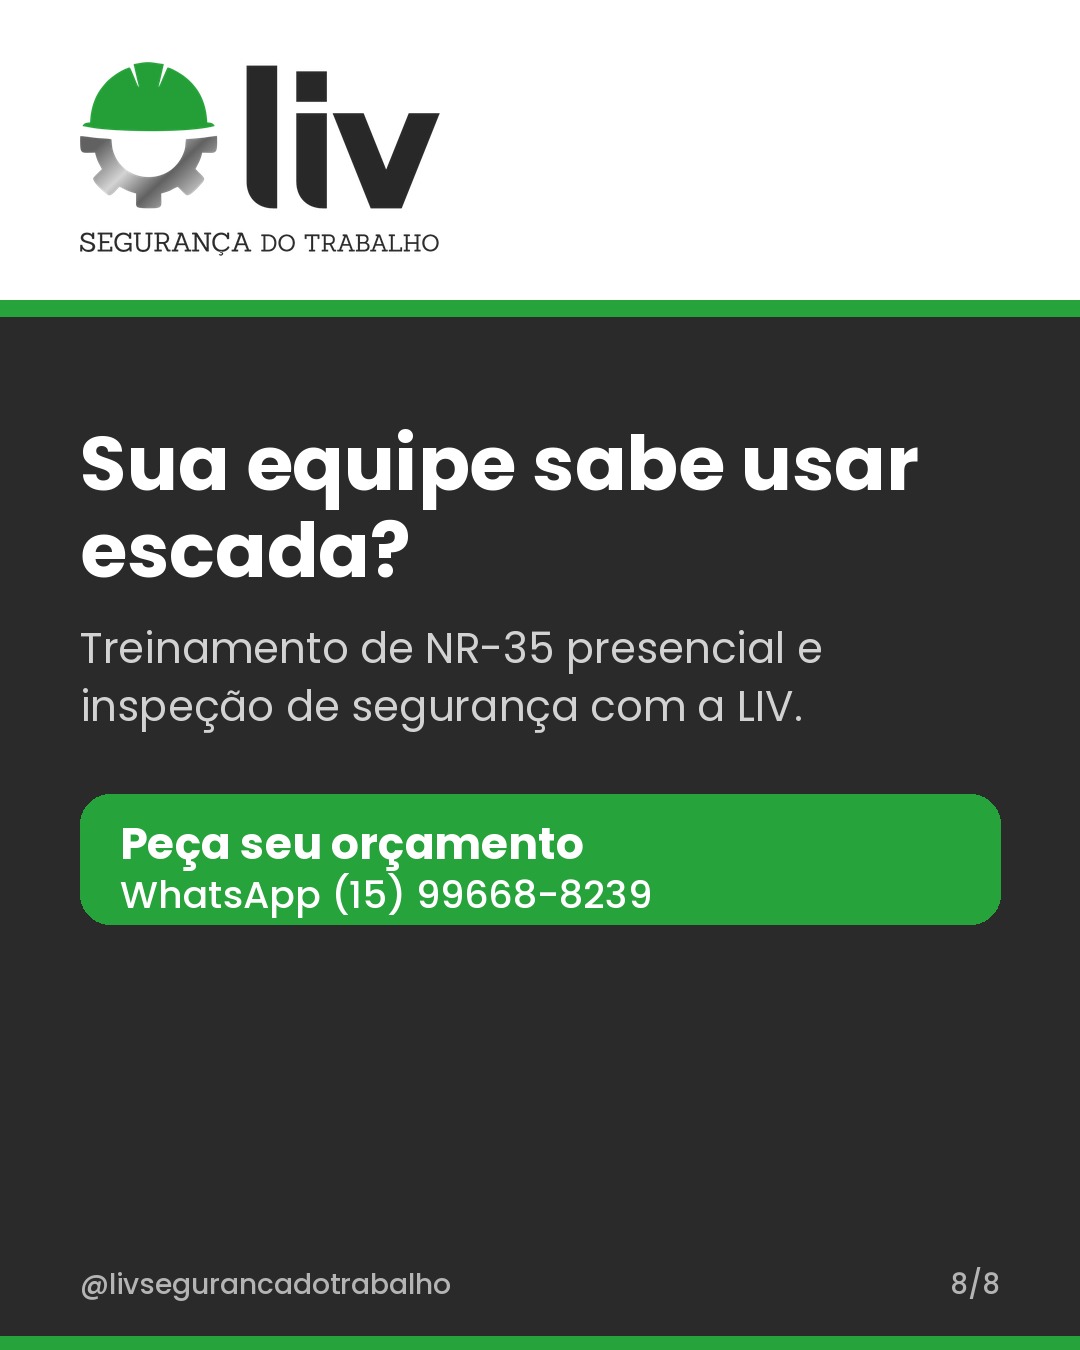 liv
SEGURANÇA DO TRABALHO
Sua equipe sabe usar
escada?
Treinamento de NR-35 presencial e
inspeção de segurança com a LIV.
Peça seu orçamento
WhatsApp (15) 99668-8239
@livsegurancadotrabalho
8/8